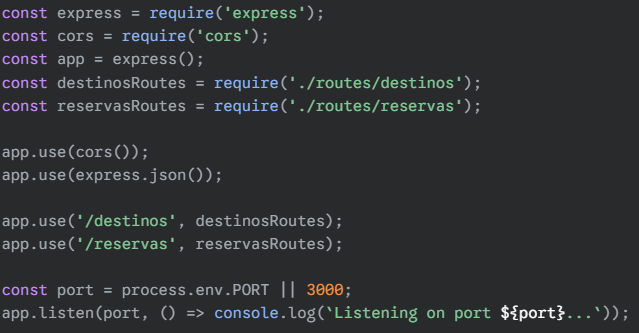 const express = require('express');
const cors = require('cors');
const app = express();
const destinosRoutes = require('./routes/destinos');
const reservasRoutes = require('./routes/reservas');
app.use(cors());
app.use(express.json());
app.use('/destinos', destinosRoutes);
app.use('/reservas', reservasRoutes);
const port = process.env.PORT || 3000;
app.listen(port, () => console.log(`Listening on port ${port}...`));